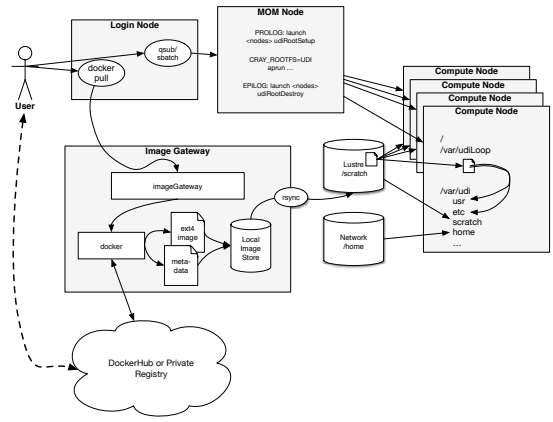 Login Node
docker
pull
qsub/
sbatch
User
MOM Node
PROLOG: launch
<nodes> udiRootSetup
CRAY_ROOTFS=UDI
aprun ...
EPILOG: launch <nodes>
udiRootDestroy
Compute Node
Compute Node
Compute Node
Compute Node
/
/var/udiLoop
/var/udi
usr
etc
scratch
home
...
Image Gateway
imageGateway
docker
ext4
image
meta-
data
Local
Image
Store
rsync
Lustre
/scratch
Network
/home
DockerHub or Private
Registry